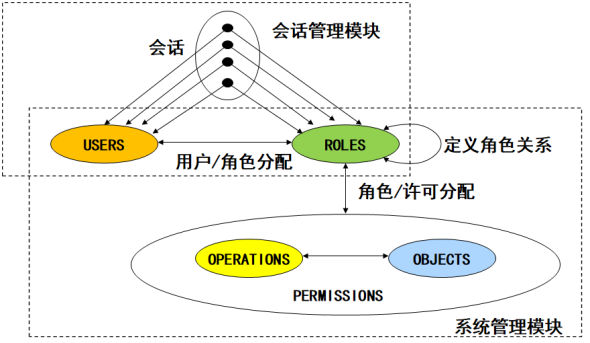 会话
会话管理模块
USERS
ROLES
定义角色关系
用户/角色分配
角色/许可分配
OPERATIONS
OBJECTS
PERMISSIONS
系统管理模块